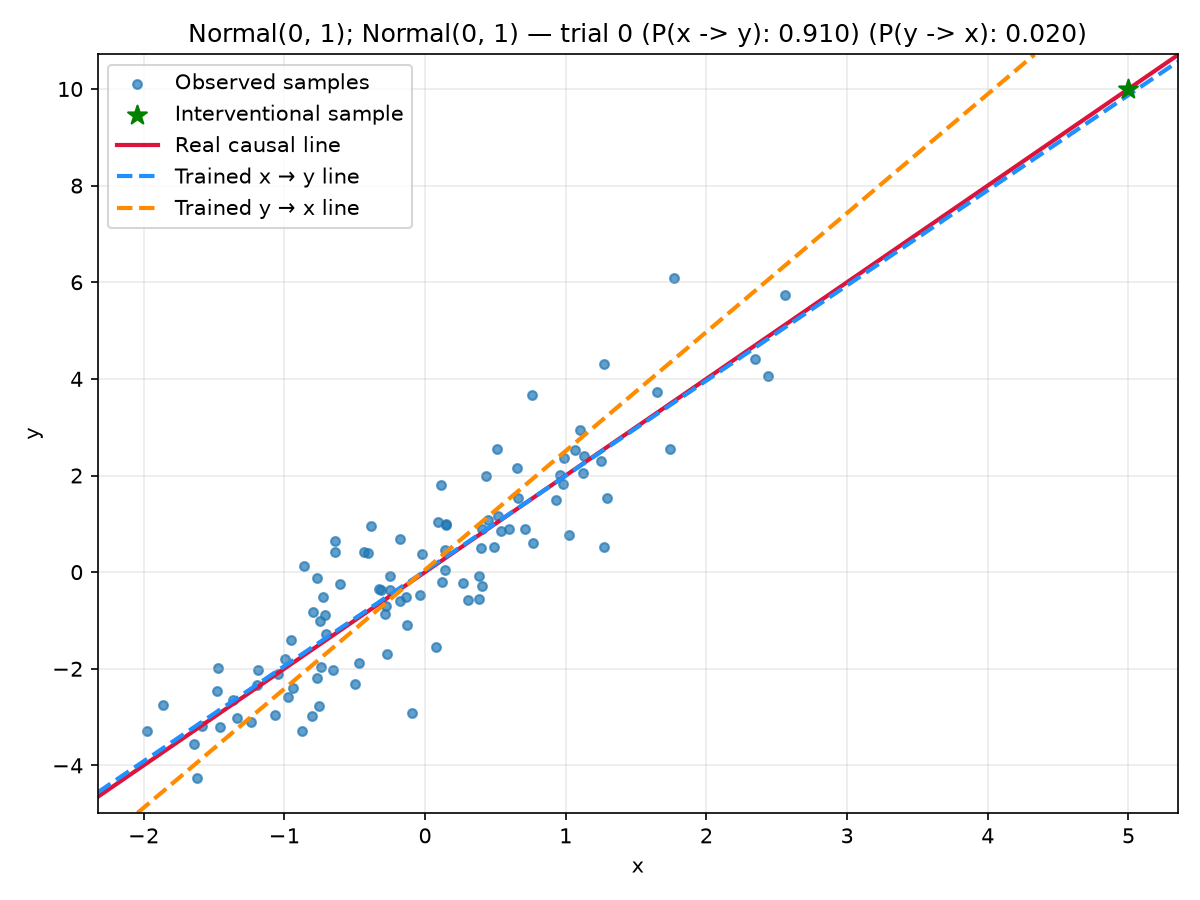 Normal(0, 1); Normal(0, 1) — trial 0 (P(x -> y): 0.910) (P(y -> x): 0.020)
Observed samples
Interventional sample
Real causal line
Trained x → y line
Trained y → x line
10
8
6
4
2
0
−2
−4
y
−2
−1
0
1
2
3
4
5
x